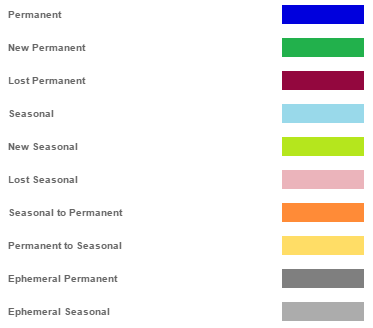 Permanent
New Permanent
Lost Permanent
Seasonal
New Seasonal
Lost Seasonal
Seasonal to Permanent
Permanent to Seasonal
Ephemeral Permanent
Ephemeral Seasonal